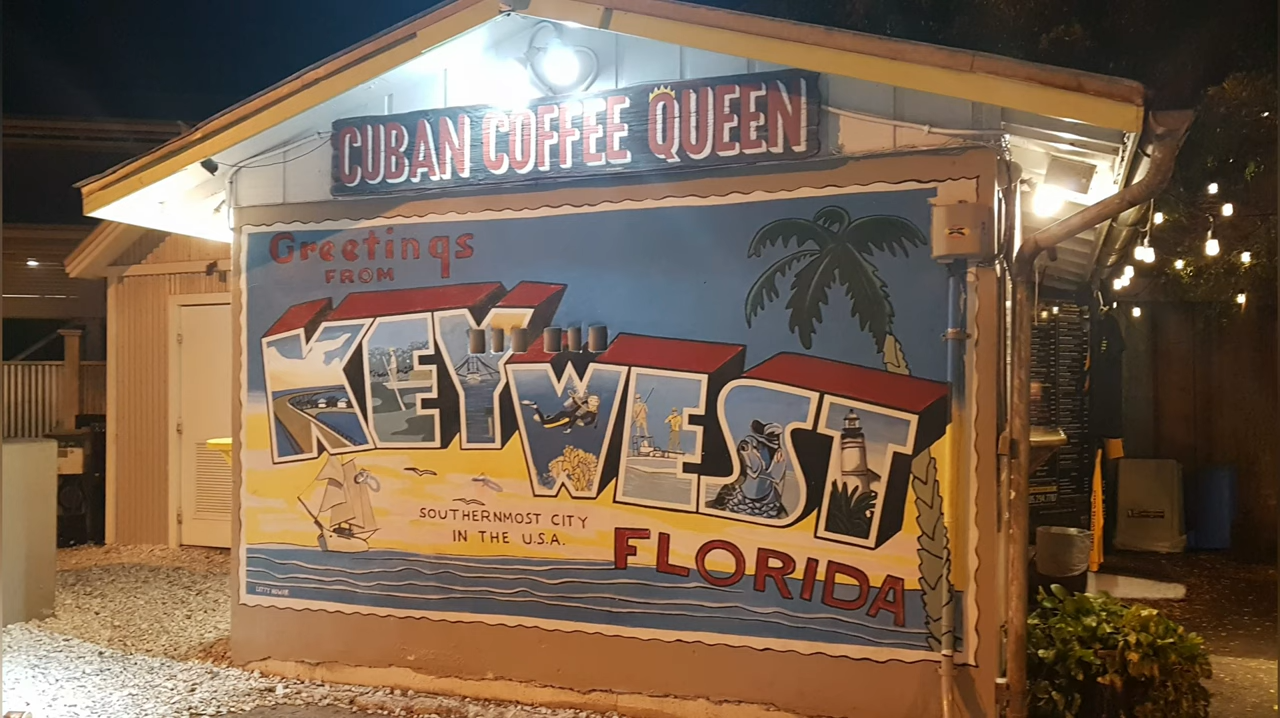 CUBAN COFFEE QUEEN
Greetings
FROM
KEY WEST
SOUTHERNMOST CITY
IN THE U.S.A.
FLORIDA